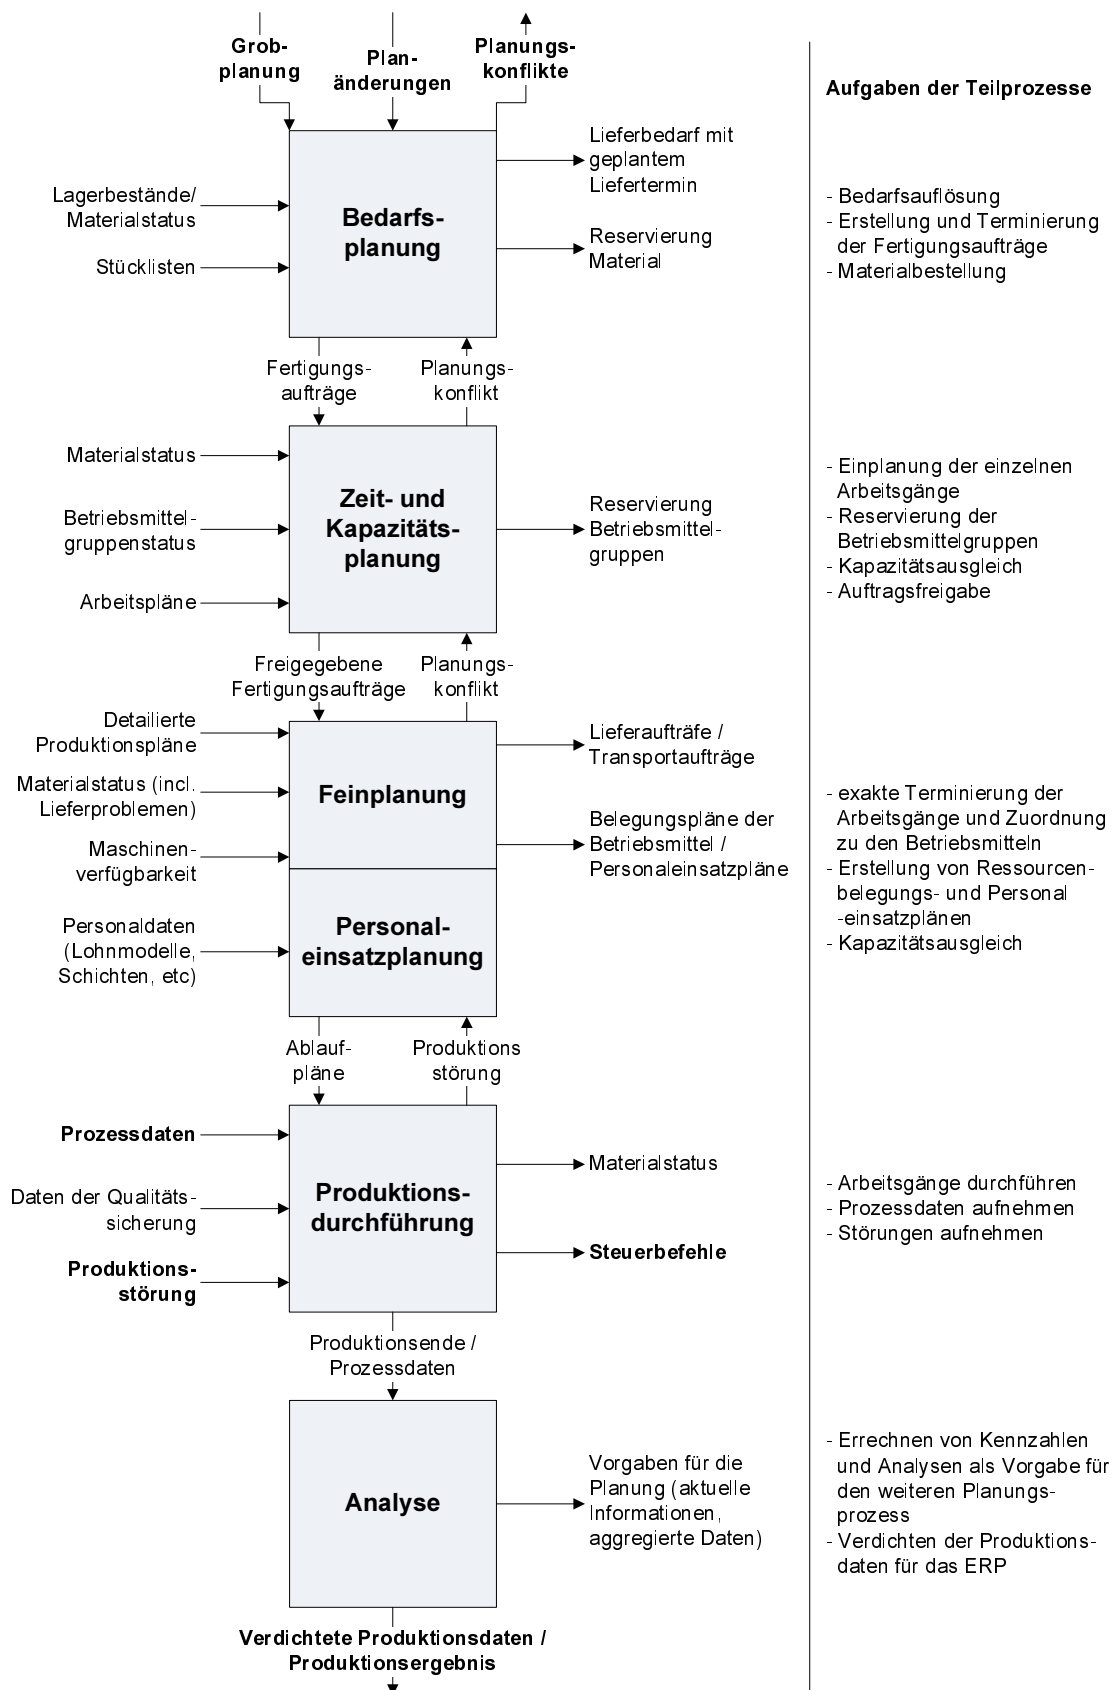 Grob-
planung
Plan-
änderungen
Planungs-
konflikte
Aufgaben der Teilprozesse
Lagerbestände/
Materialstatus
Stücklisten
Bedarfs-
planung
Lieferbedarf mit
geplantem
Liefertermin
Reservierung
Material
- Bedarfsauflösung
- Erstellung und Terminierung
der Fertigungsaufträge
- Materialbestellung
Fertigungs-
aufträge
Planungs-
konflikt
Materialstatus
Betriebsmittel-
gruppenstatus
Arbeitspläne
Zeit- und
Kapazitäts-
planung
Reservierung
Betriebsmittel-
gruppen
- Einplanung der einzelnen
Arbeitsgänge
- Reservierung der
Betriebsmittelgruppen
- Kapazitätsausgleich
- Auftragsfreigabe
Freigegebene
Fertigungsaufträge
Planungs-
konflikt
Detailierte
Produktionspläne
Materialstatus (incl.
Lieferproblemen)
Maschinen-
verfügbarkeit
Personaldaten
(Lohnmodelle,
Schichten, etc)
Feinplanung
Personal-
einsatzplanung
Lieferaufträfe /
Transportaufträge
Belegungspläne der
Betriebsmittel /
Personaleinsatzpläne
- exakte Terminierung der
Arbeitsgänge und Zuordnung
zu den Betriebsmitteln
- Erstellung von Ressourcen-
belegungs- und Personal
-einsatzplänen
- Kapazitätsausgleich
Ablauf-
pläne
Produktions
störung
Prozessdaten
Daten der Qualitäts-
sicherung
Produktions-
störung
Produktions-
durchführung
Materialstatus
Steuerbefehle
- Arbeitsgänge durchführen
- Prozessdaten aufnehmen
- Störungen aufnehmen
Produktionsende /
Prozessdaten
Analyse
Vorgaben für die
Planung (aktuelle
Informationen,
aggregierte Daten)
- Errechnen von Kennzahlen
und Analysen als Vorgabe für
den weiteren Planungs-
prozess
- Verdichten der Produktions-
daten für das ERP
Verdichtete Produktionsdaten /
Produktionsergebnis